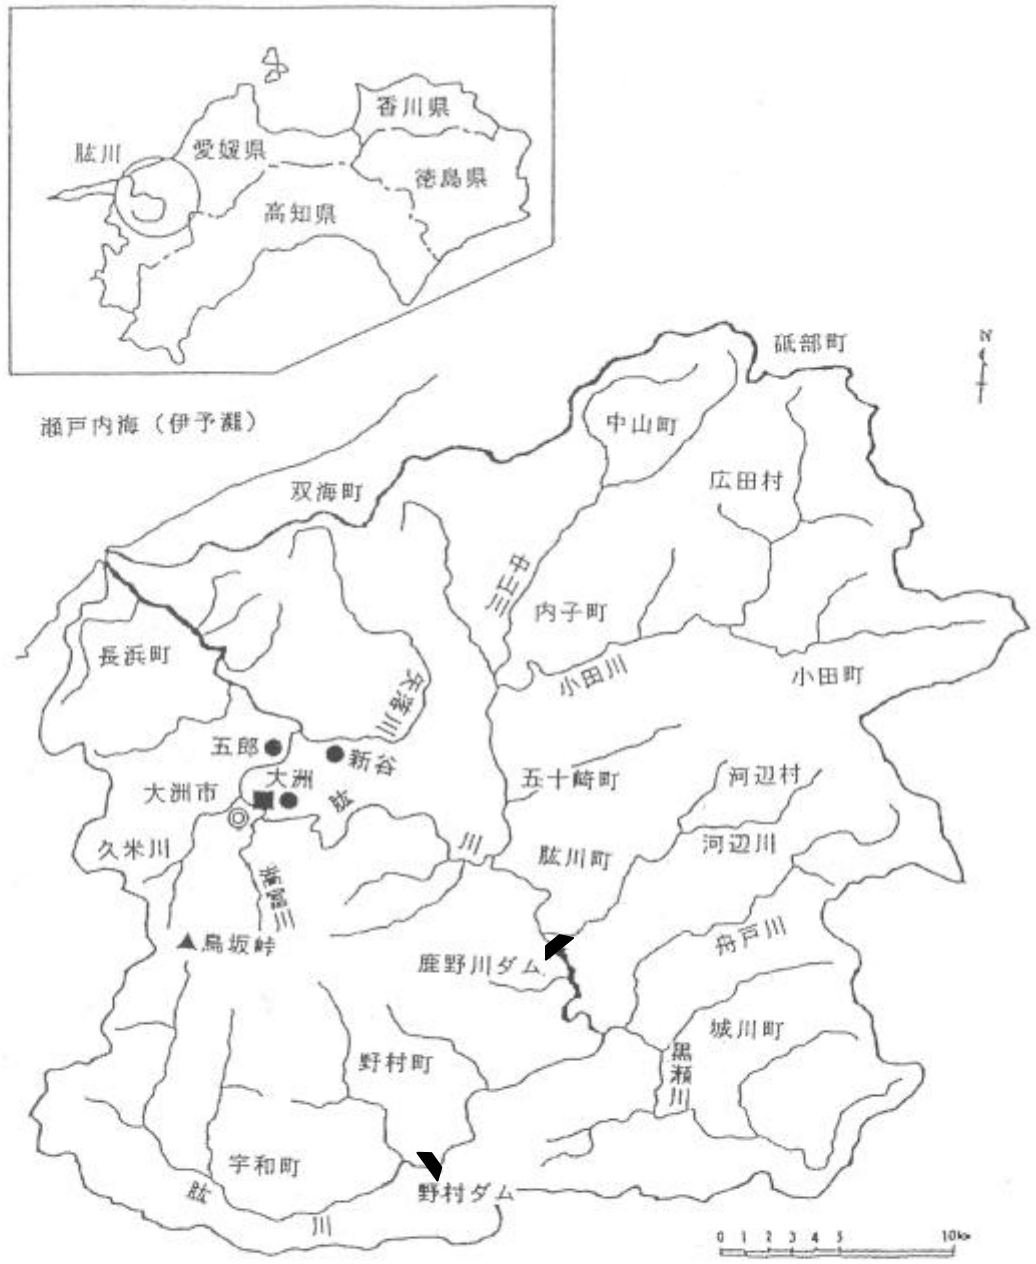 香川県
肱川
愛媛県
徳島県
高知県
N
砥部町
瀬戸内海（伊予灘）
中山町
双海町
広田村
中山川
内子町
長浜町
小田川
小田町
矢落川
五郎
新谷
大洲
五十崎町
河辺村
大洲市
肱川
久米川
肱川町
河辺川
舟戸川
鳥坂峠
鹿野川ダム
城川町
野村町
黒瀬川
宇和町
野村ダム
肱川
0 1 2 3 4 5 10km